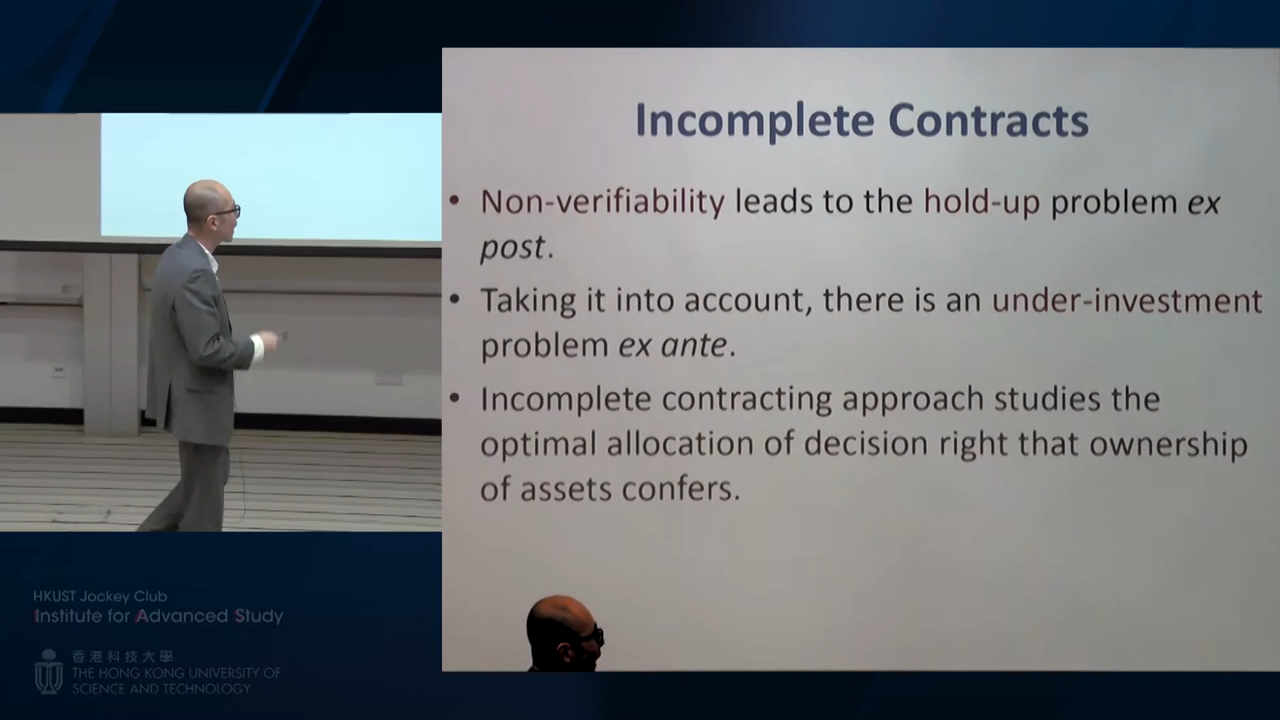 Incomplete Contracts
• Non-verifiability leads to the hold-up problem ex
post.
• Taking it into account, there is an under-investment
problem ex ante.
• Incomplete contracting approach studies the
optimal allocation of decision right that ownership
of assets confers.
HKUST Jockey Club
Institute for Advanced Study
香港科技大學
THE HONG KONG UNIVERSITY OF
SCIENCE AND TECHNOLOGY